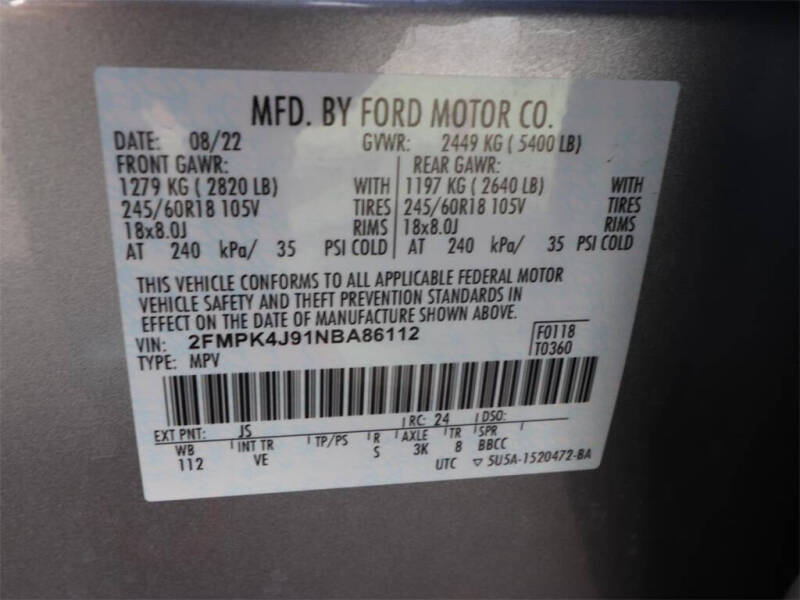 MFD. BY FORD MOTOR CO.
DATE: 08/22 GVWR: 2449 KG ( 5400 LB)
FRONT GAWR: REAR GAWR:
1279 KG ( 2820 LB) WITH 1197 KG ( 2640 LB) WITH
245/60R18 105V TIRES 245/60R18 105V TIRES
18x8.0J RIMS 18x8.0J RIMS
AT 240 kPa/ 35 PSI COLD AT 240 kPa/ 35 PSI COLD
THIS VEHICLE CONFORMS TO ALL APPLICABLE FEDERAL MOTOR
VEHICLE SAFETY AND THEFT PREVENTION STANDARDS IN
EFFECT ON THE DATE OF MANUFACTURE SHOWN ABOVE.
VIN: 2FMPK4J91NBA86112 F0118
TYPE: MPV T0360
EXT PNT: JS RC: 24 DSO:
WB INT TR TP/PS R AXLE TR SPR
112 VE S 3K 8 BBCC
UTC ▽ 5U5A-1520472-BA